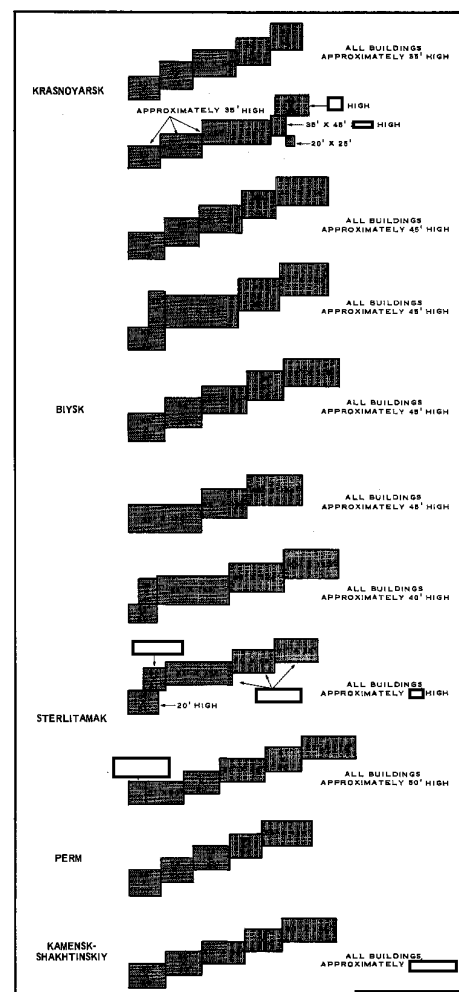 ALL BUILDINGS
APPROXIMATELY 35' HIGH
KRASNOYARSK
APPROXIMATELY 35' HIGH
HIGH
35' X 45' HIGH
20' X 25'
ALL BUILDINGS
APPROXIMATELY 45' HIGH
ALL BUILDINGS
APPROXIMATELY 45' HIGH
BIYSK
ALL BUILDINGS
APPROXIMATELY 45' HIGH
ALL BUILDINGS
APPROXIMATELY 45' HIGH
ALL BUILDINGS
APPROXIMATELY 40' HIGH
ALL BUILDINGS
APPROXIMATELY HIGH
20' HIGH
STERLITAMAK
ALL BUILDINGS
APPROXIMATELY 50' HIGH
PERM
KAMENSK-
SHAKHTINSKIY
ALL BUILDINGS
APPROXIMATELY